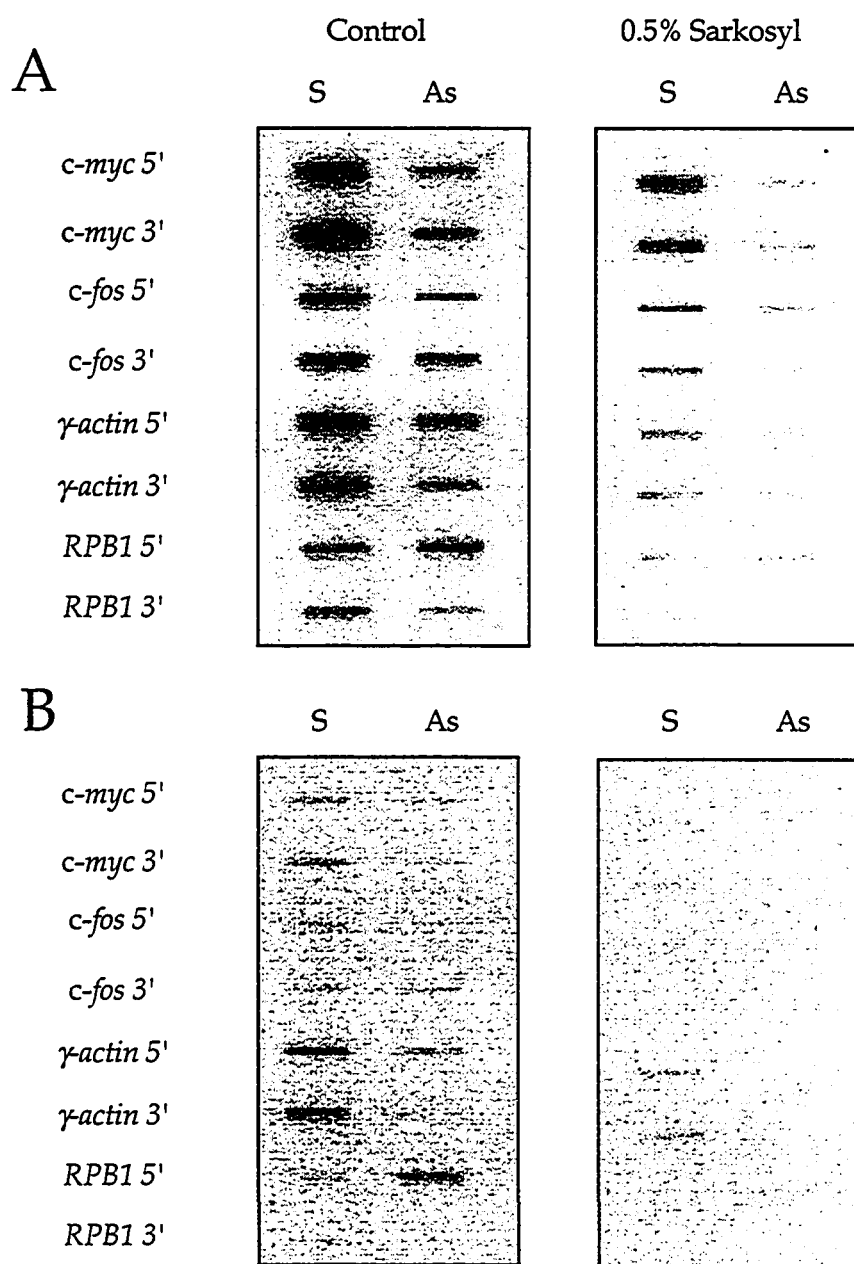 Control 0.5% Sarkosyl
A
S As S As
c-myc 5'
c-myc 3'
c-fos 5'
c-fos 3'
γ-actin 5'
γ-actin 3'
RPB1 5'
RPB1 3'
B
S As S As
c-myc 5'
c-myc 3'
c-fos 5'
c-fos 3'
γ-actin 5'
γ-actin 3'
RPB1 5'
RPB1 3'